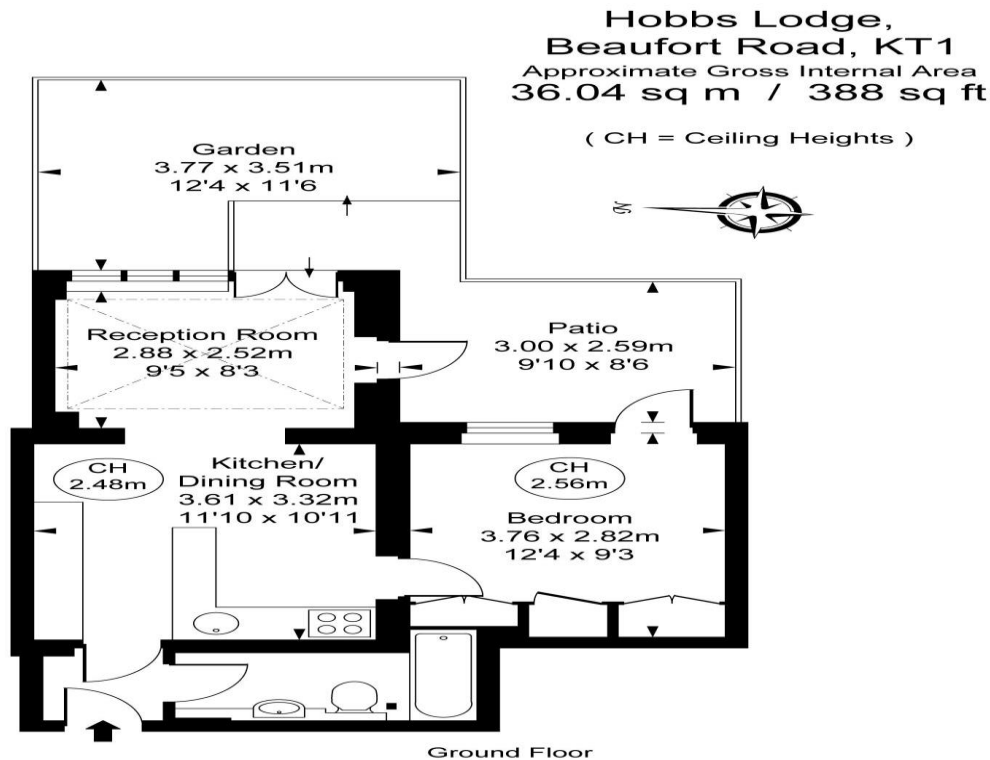 Hobbs Lodge,
Beaufort Road, KT1
Approximate Gross Internal Area
36.04 sq m / 388 sq ft
( CH = Ceiling Heights )
N
Garden
3.77 x 3.51m
12'4 x 11'6
Reception Room
2.88 x 2.52m
9'5 x 8'3
Patio
3.00 x 2.59m
9'10 x 8'6
CH
2.48m
Kitchen/
Dining Room
3.61 x 3.32m
11'10 x 10'11
CH
2.56m
Bedroom
3.76 x 2.82m
12'4 x 9'3
Ground Floor